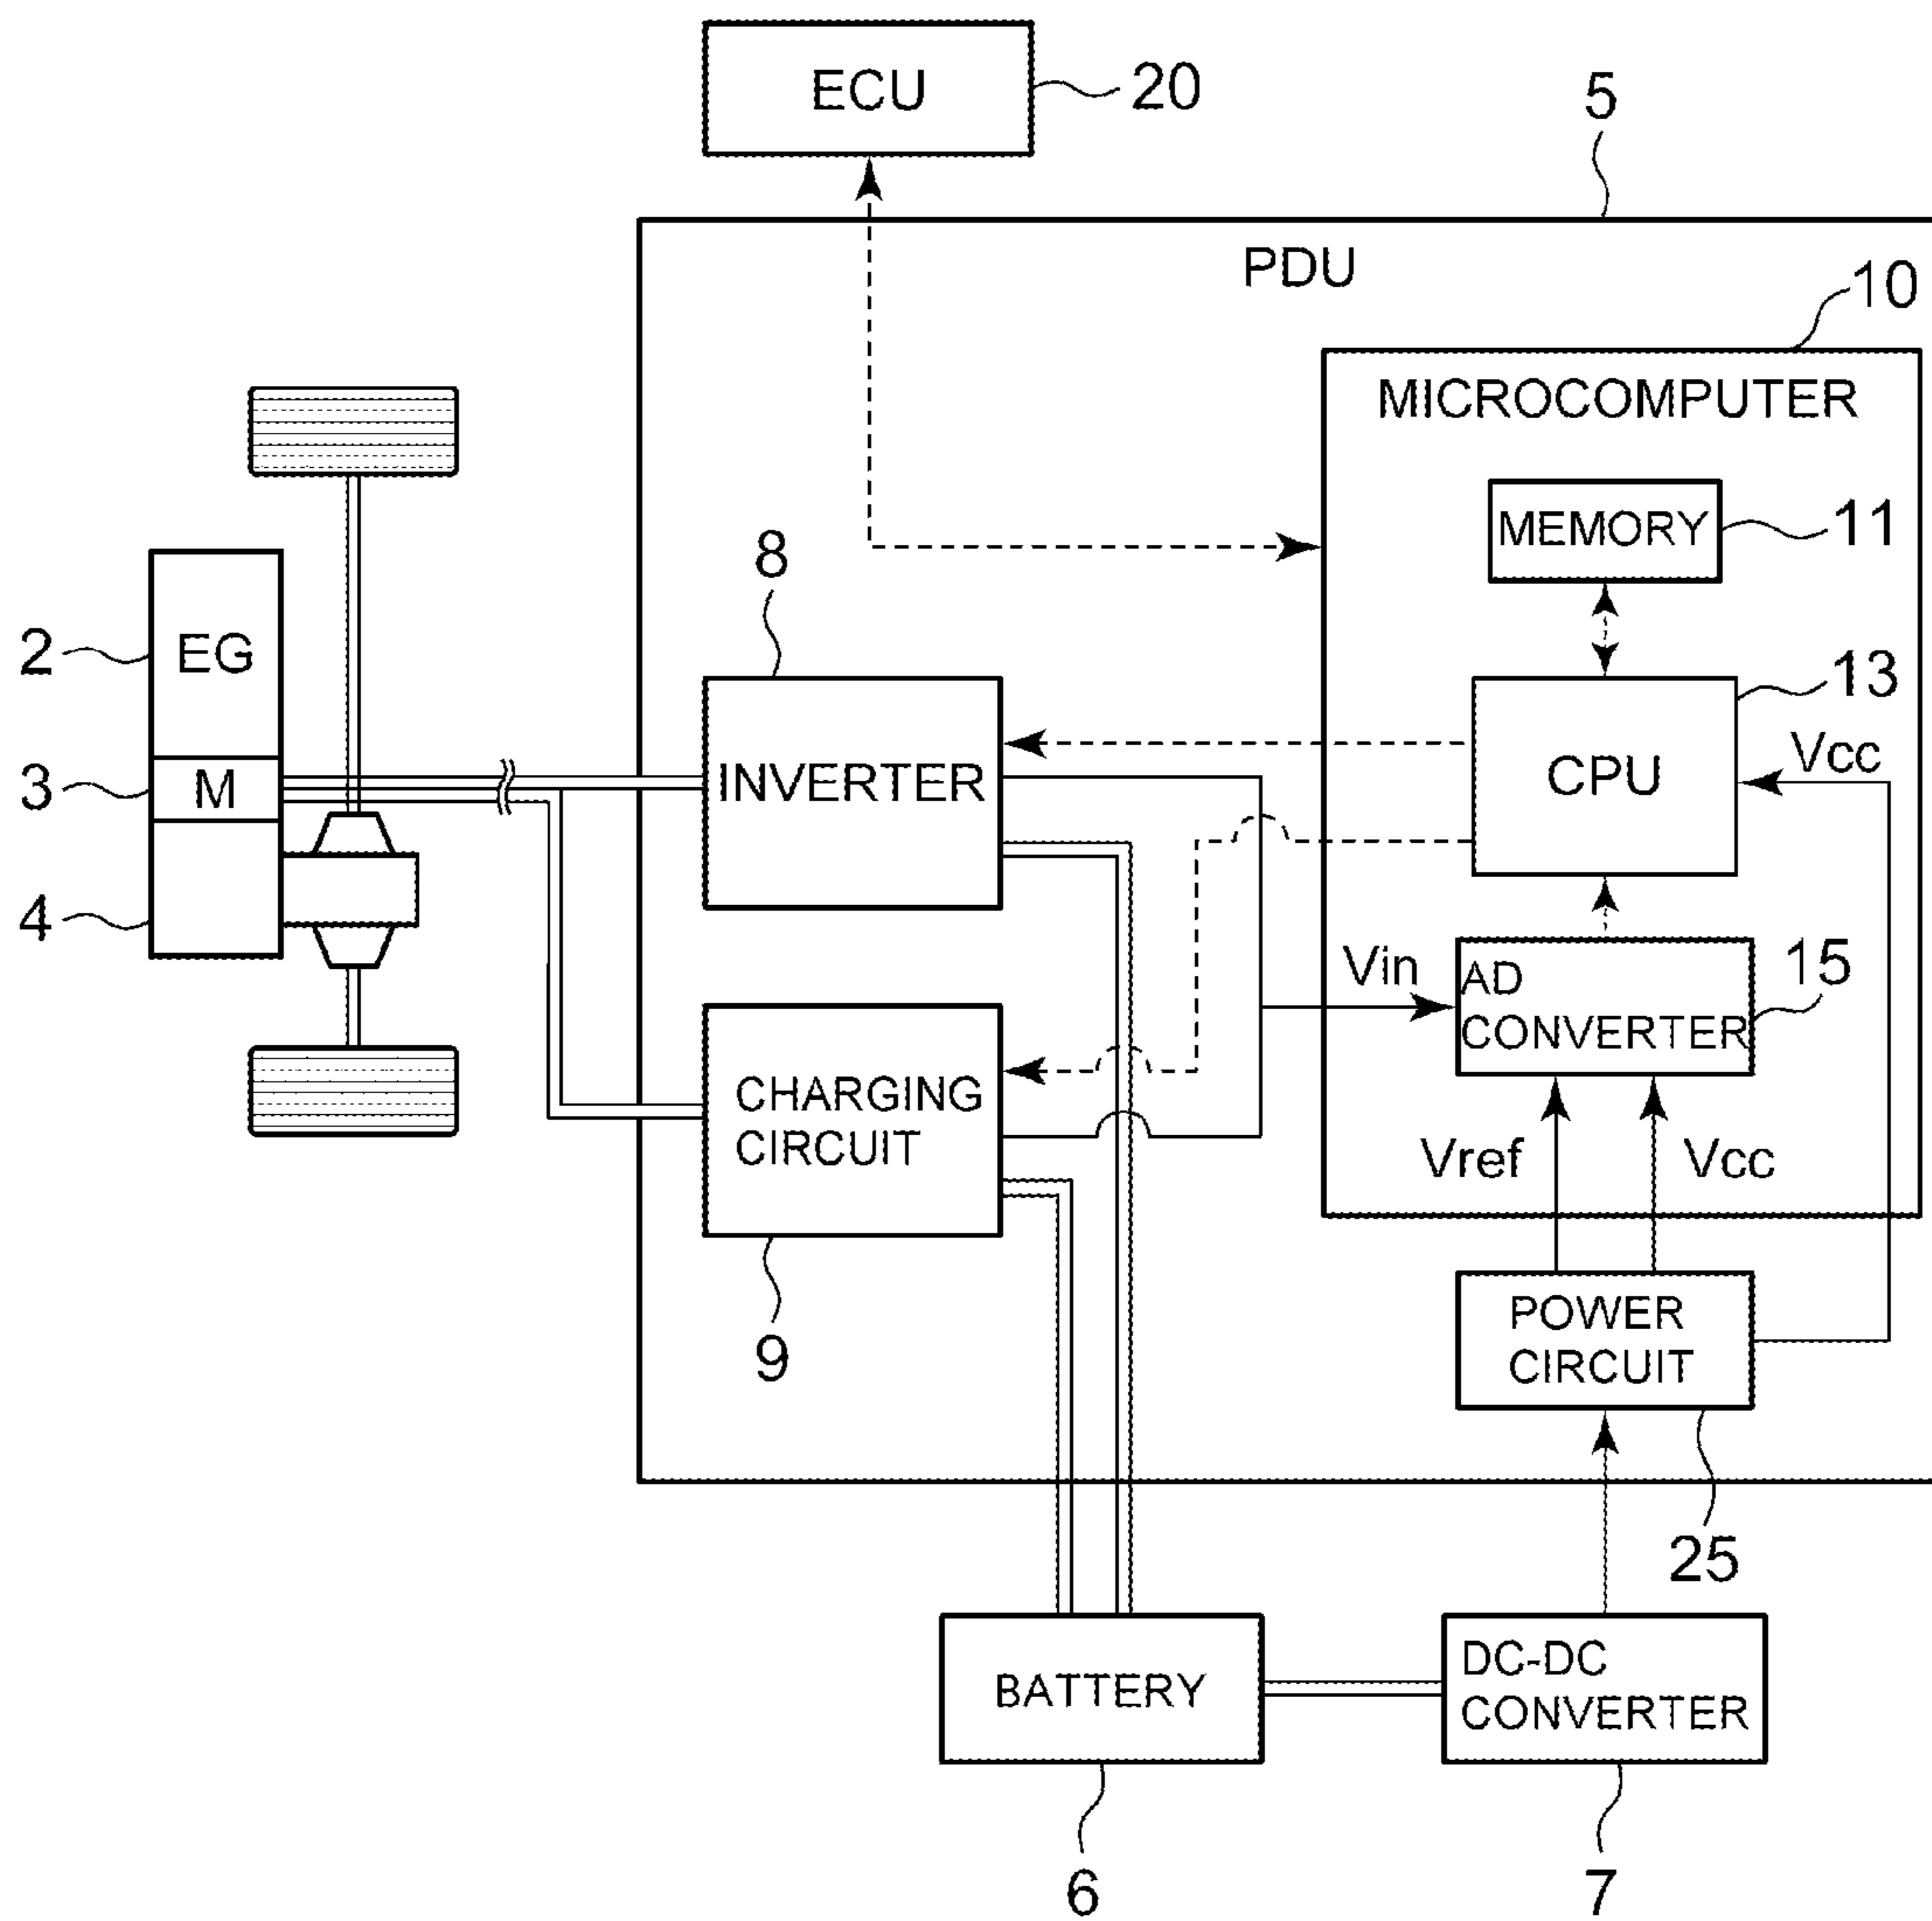 ECU
20
5
PDU
10
MICROCOMPUTER
MEMORY
11
8
2
EG
13
Vcc
3
M
INVERTER
CPU
4
Vin
AD
CONVERTER
15
CHARGING
CIRCUIT
Vref
Vcc
9
POWER
CIRCUIT
25
BATTERY
DC-DC
CONVERTER
6
7